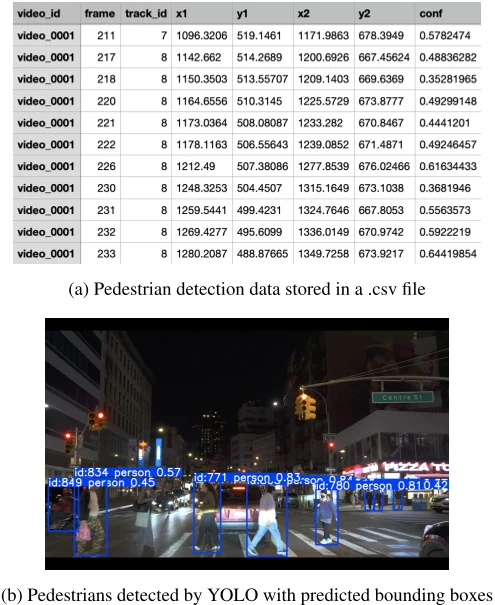 video_id frame track_id x1 y1 x2 y2 conf
video_0001 211 7 1096.3206 519.1461 1171.9863 678.3949 0.5782474
video_0001 217 8 1142.662 514.2689 1200.6926 667.45624 0.48836282
video_0001 218 8 1150.3503 513.55707 1209.1403 669.6369 0.35281965
video_0001 220 8 1164.6556 510.3145 1225.5729 673.8777 0.49299148
video_0001 221 8 1173.0364 508.08087 1233.282 670.8467 0.4441201
video_0001 222 8 1178.1163 506.55643 1239.0852 671.4871 0.49246457
video_0001 226 8 1212.49 507.38086 1277.8539 676.02466 0.61634433
video_0001 230 8 1248.3253 504.4507 1315.1649 673.1038 0.3681946
video_0001 231 8 1259.5441 499.4231 1324.7646 667.8053 0.5563573
video_0001 232 8 1269.4277 495.6099 1336.0149 670.9742 0.5922219
video_0001 233 8 1280.2087 488.87665 1349.7258 673.9217 0.64419854
(a) Pedestrian detection data stored in a .csv file
Centre St
PIZZA
id:834 person 0.57
id:771 person 0.83
id:849 person 0.45
id:780 person 0.81
0.42
(b) Pedestrians detected by YOLO with predicted bounding boxes